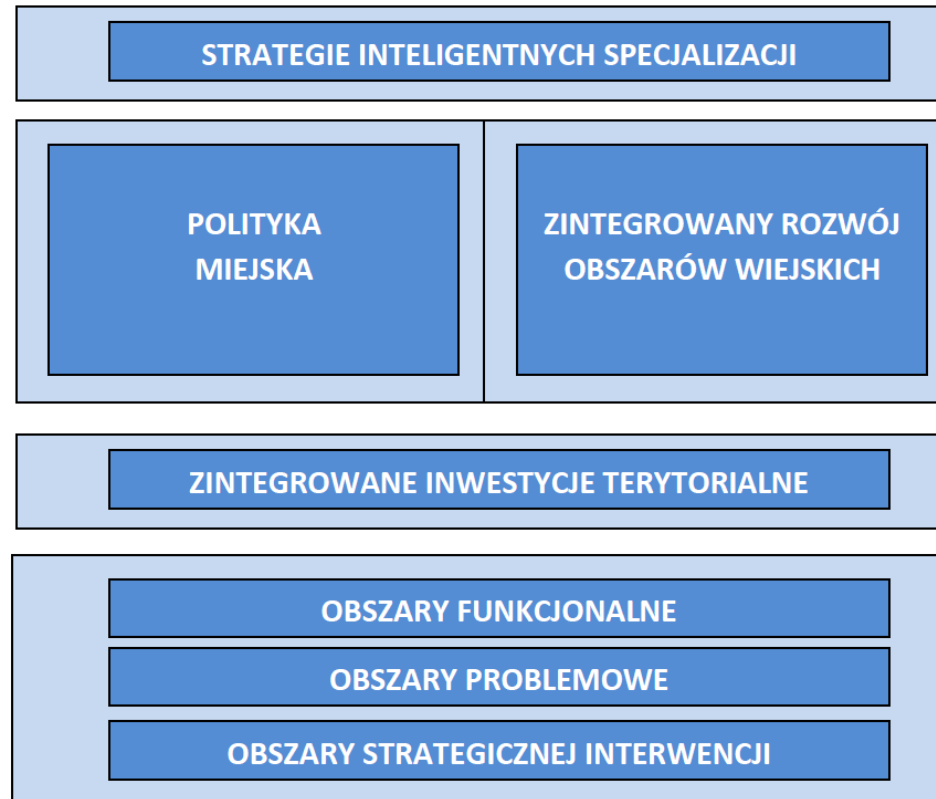 STRATEGIE INTELIGENTNYCH SPECJALIZACJI
POLITYKA
MIEJSKA
ZINTEGROWANY ROZWÓJ
OBSZARÓW WIEJSKICH
ZINTEGROWANE INWESTYCJE TERYTORIALNE
OBSZARY FUNKCJONALNE
OBSZARY PROBLEMOWE
OBSZARY STRATEGICZNEJ INTERWENCJI